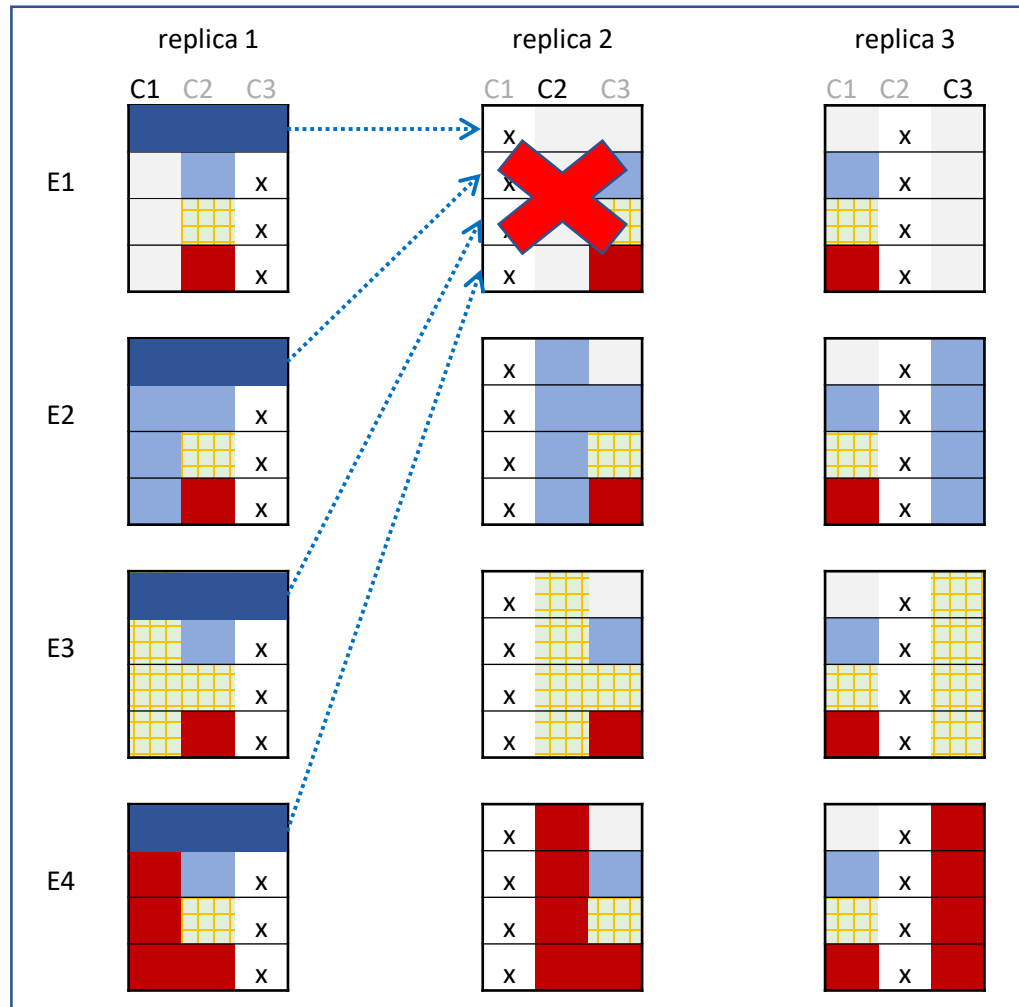 replica 1 replica 2 replica 3
C1 C2 C3 C1 C2 C3 C1 C2 C3
x x
E1 x x x
x x
x x x
x x
E2 x x x
x x x
x x x
x x
E3 x x x
x x x
x x x
x x
E4 x x x
x x x
x x x